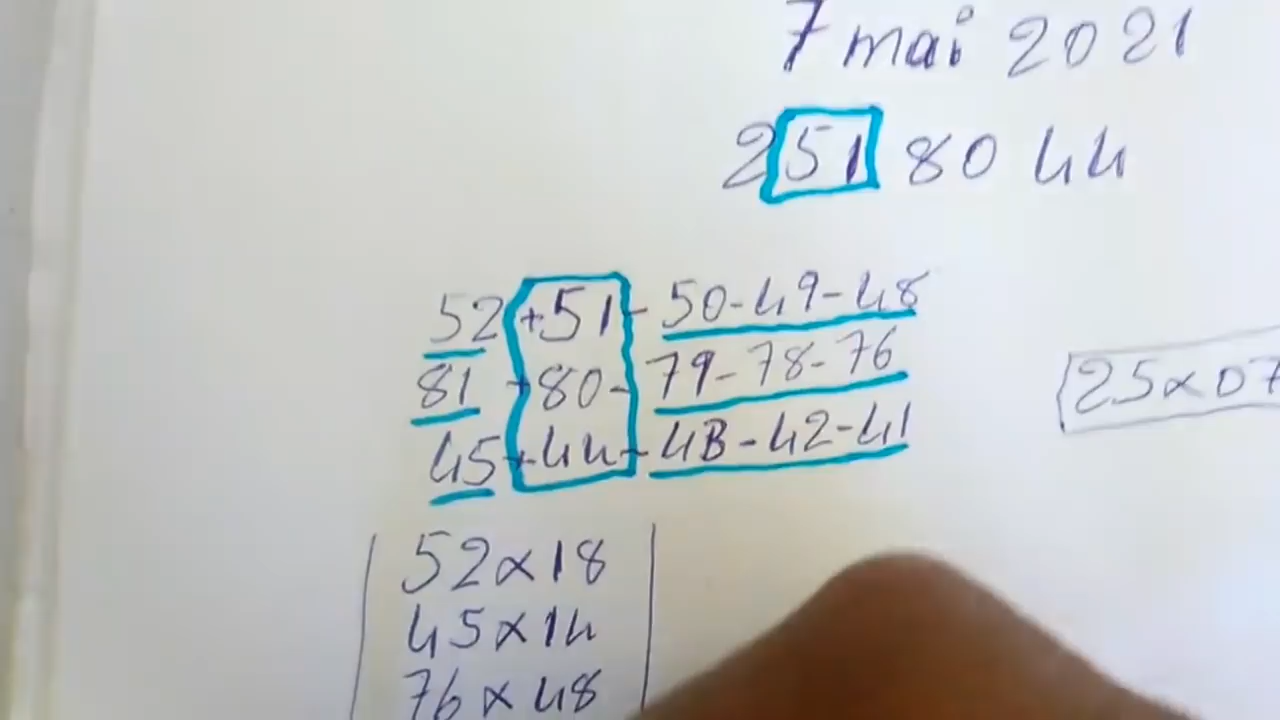 7 mai 2021
251 80 44
52+51-50-49-48
81+80-79-78-76
45+44-43-42-41
25x07
52x18
45x14
76x48